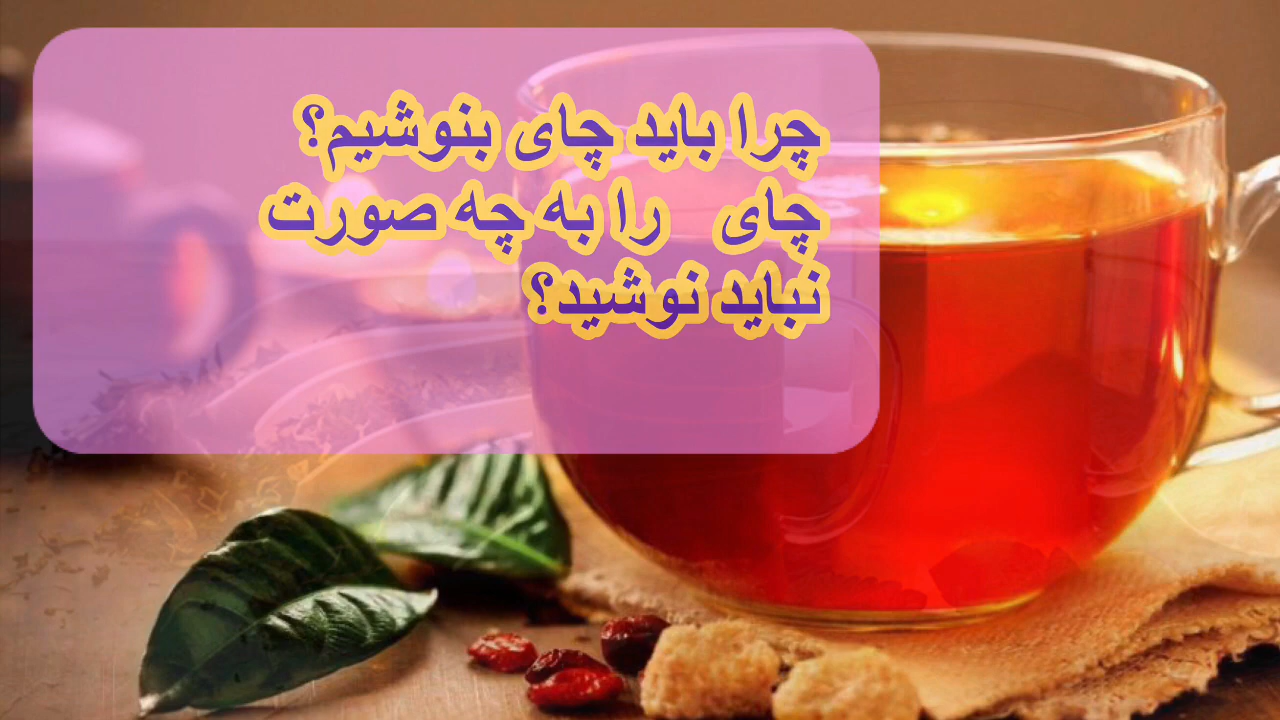 چرا باید چای بنوشیم؟
چای را به چه صورت
نباید نوشید؟